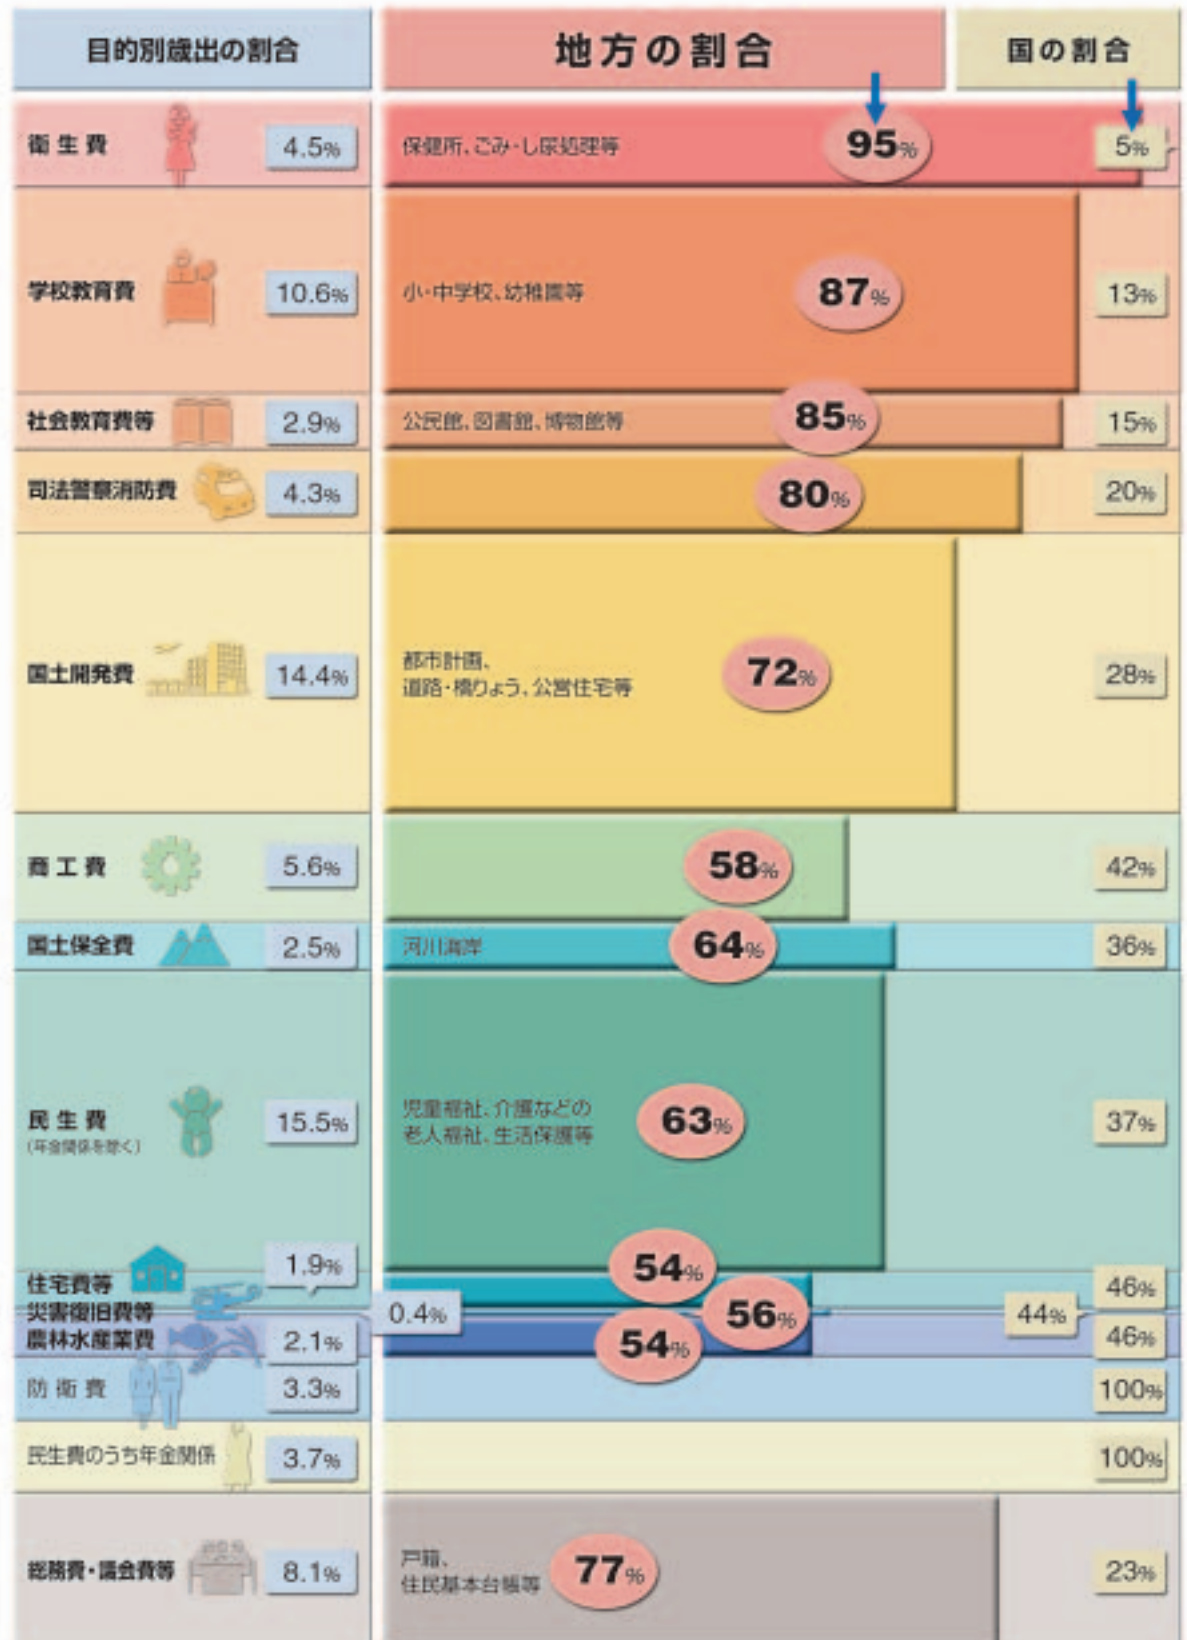 目的別歳出の割合 地方の割合 国の割合
衛生費 4.5% 保健所、ごみ・し尿処理等 95% 5%
学校教育費 10.6% 小・中学校、幼稚園等 87% 13%
社会教育費等 2.9% 公民館、図書館、博物館等 85% 15%
司法警察消防費 4.3% 80% 20%
国土開発費 14.4% 都市計画、
道路・橋りょう、公営住宅等 72% 28%
商工費 5.6% 58% 42%
国土保全費 2.5% 河川海岸 64% 36%
民生費 15.5% 児童福祉、介護などの
(年金関係を除く) 老人福祉、生活保護等 63% 37%
住宅費等 1.9% 54% 46%
災害復旧費等 0.4% 56% 44%
農林水産業費 2.1% 54% 46%
防衛費 3.3% 100%
民生費のうち年金関係 3.7% 100%
総務費・議会費等 8.1% 戸籍、
住民基本台帳等 77% 23%